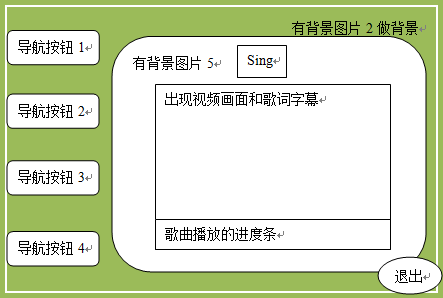 有背景图片 2 做背景
导航按钮 1
有背景图片 5
Sing
出现视频画面和歌词字幕
导航按钮 2
导航按钮 3
歌曲播放的进度条
导航按钮 4
退出